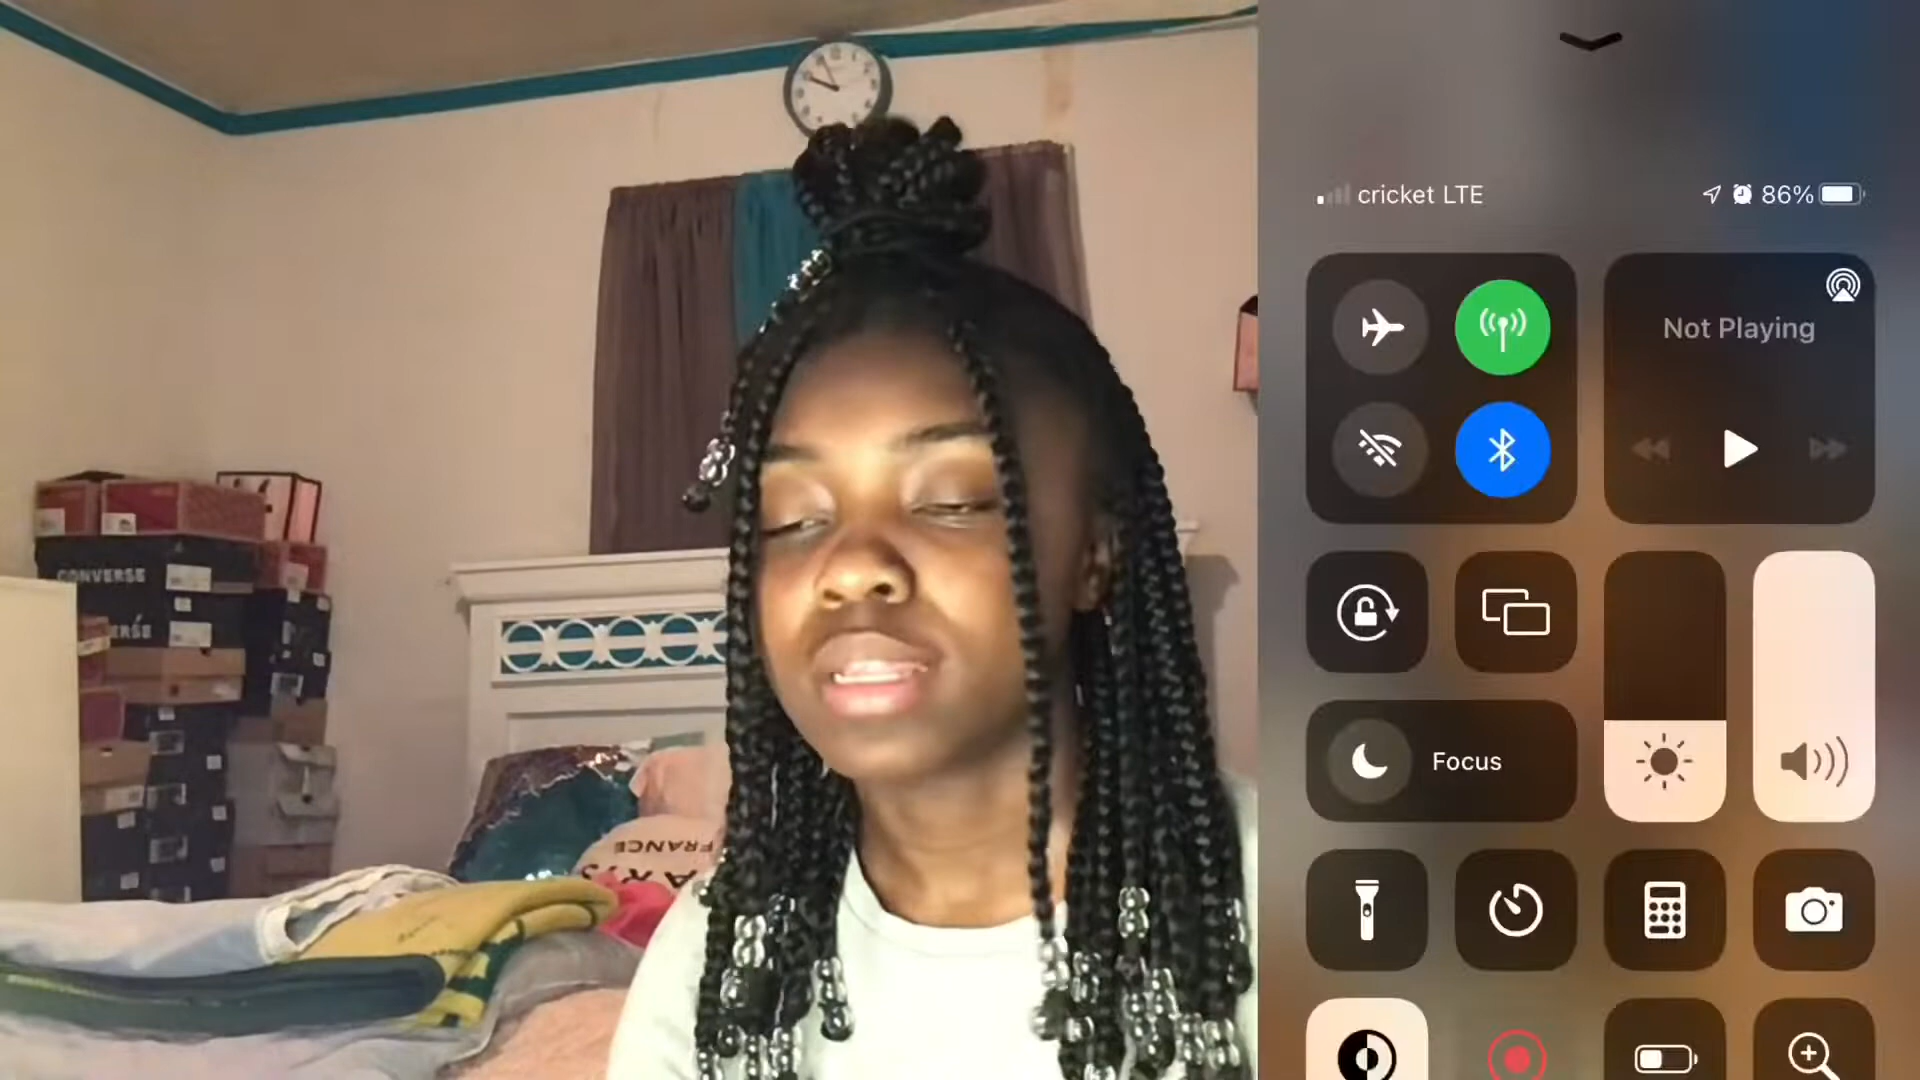 cricket LTE
86%
Not Playing
Focus
CONVERSE
FRANCE